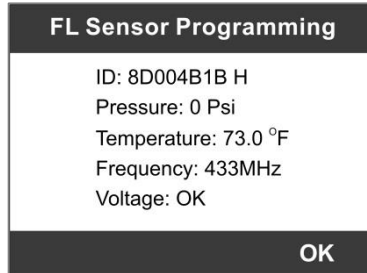 FL Sensor Programming
ID: 8D004B1B H
Pressure: 0 Psi
Temperature: 73.0 °F
Frequency: 433MHz
Voltage: OK
OK